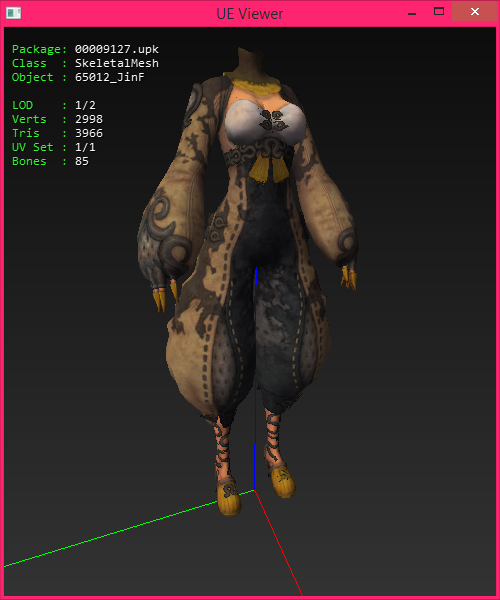 UE Viewer
Package: 00009127.upk
Class : SkeletalMesh
Object : 65012_JinF
LOD : 1/2
Verts : 2998
Tris : 3966
UV Set : 1/1
Bones : 85